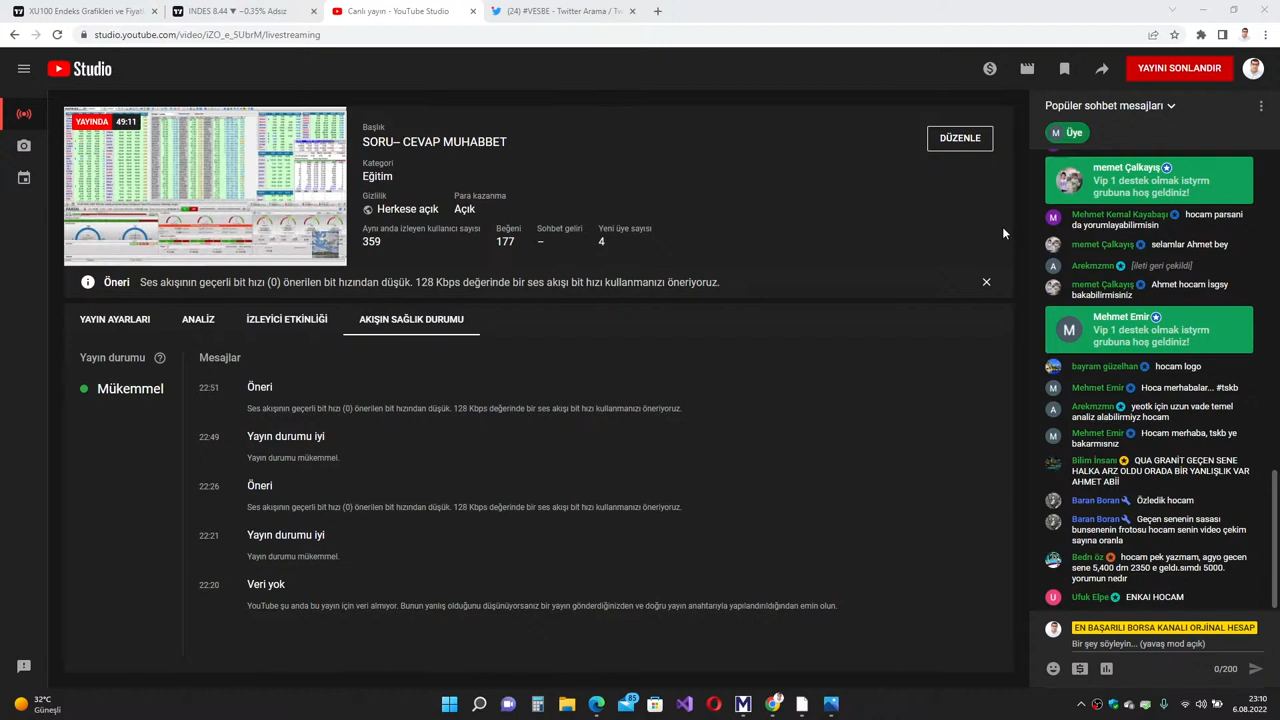 XU100 Endeks Grafikleri ve Fiyatl
INDES 8.44 ▼ −0.35% Adsız
Canlı yayın - YouTube Studio
(24) #VESBE - Twitter Arama / Tw
studio.youtube.com/video/iZO_e_SUbrM/livestreaming
Studio
YAYINI SONLANDIR
YAYINDA 49:11
Başlık
SORU-- CEVAP MUHABBET
DÜZENLE
Kategori
Eğitim
Gizlilik
Para kazanma
Herkese açık
Açık
Aynı anda izleyen kullanıcı sayısı
Beğeni
Sohbet geliri
Yeni üye sayısı
359
177
–
2
Öneri
Ses akışının geçerli bit hızı (0) önerilen bit hızından düşük. 128 Kbps değerinde bir ses akışı bit hızı kullanmanızı öneriyoruz.
YAYIN AYARLARI
ANALİZ
İZLEYİCİ ETKİNLİĞİ
AKIŞIN SAĞLIK DURUMU
Yayın durumu
Mükemmel
Mesajlar
22:51
Öneri
Ses akışının geçerli bit hızı (0) önerilen bit hızından düşük. 128 Kbps değerinde bir ses akışı bit hızı kullanmanızı öneriyoruz.
22:49
Yayın durumu iyi
Yayın durumu mükemmel.
22:26
Öneri
Ses akışının geçerli bit hızı (0) önerilen bit hızından düşük. 128 Kbps değerinde bir ses akışı bit hızı kullanmanızı öneriyoruz.
22:21
Yayın durumu iyi
Yayın durumu mükemmel.
22:20
Veri yok
YouTube şu anda bu yayın için veri almıyor. Bunun yanlış olduğunu düşünüyorsanız bir yayın gönderdiğinizden ve doğru yayın anahtarıyla yapılandırıldığından emin olun.
Popüler sohbet mesajları
M Üye
memet Çalkayış
Vip 1 destek olmak istyrm
grubuna hoş geldiniz!
Mehmet Kemal Kayabaşı hocam parsani
da yorumlayabilirmisin
memet Çalkayış selamlar Ahmet bey
Arekmzmn [ileti geri çekildi]
memet Çalkayış Ahmet hocam İsgsy
bakabilirmisiniz
Mehmet Emir
Vip 1 destek olmak istyrm
grubuna hoş geldiniz!
bayram güzelhan hocam logo
Mehmet Emir Hoca merhabalar... #tskb
Arekmzmn yeotk için uzun vade temel
analiz alabilirmiyiz hocam
Mehmet Emir Hocam merhaba, tskb ye
bakarmısnız
Bilim İnsanı QUA GRANİT GEÇEN SENE
HALKA ARZ OLDU ORADA BİR YANLIŞLIK VAR
AHMET ABİİ
Baran Boran Özledik hocam
Baran Boran Geçen senenin sasası
bunsenenin frotosu hocam senin video çekim
sayına oranla
Bedrı öz hocam pek yazmam, agyo gecen
sene 5,400 dm 2350 e geldı.sımdi 5000.
yorumun nedir
Ufuk Elpe ENKAI HOCAM
EN BAŞARILI BORSA KANALI ORJİNAL HESAP
Bir şey söyleyin... (yavaş mod açık)
0/200
32°C
Güneşli
85
23:10
6.08.2022